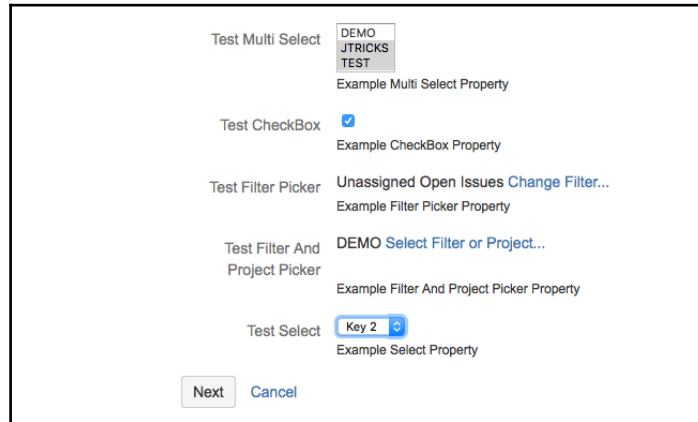 Test Multi Select
DEMO
JTRICKS
TEST
Example Multi Select Property
Test CheckBox
Example CheckBox Property
Test Filter Picker
Unassigned Open Issues Change Filter...
Example Filter Picker Property
Test Filter And
Project Picker
DEMO Select Filter or Project...
Example Filter And Project Picker Property
Test Select
Key 2
Example Select Property
Next Cancel